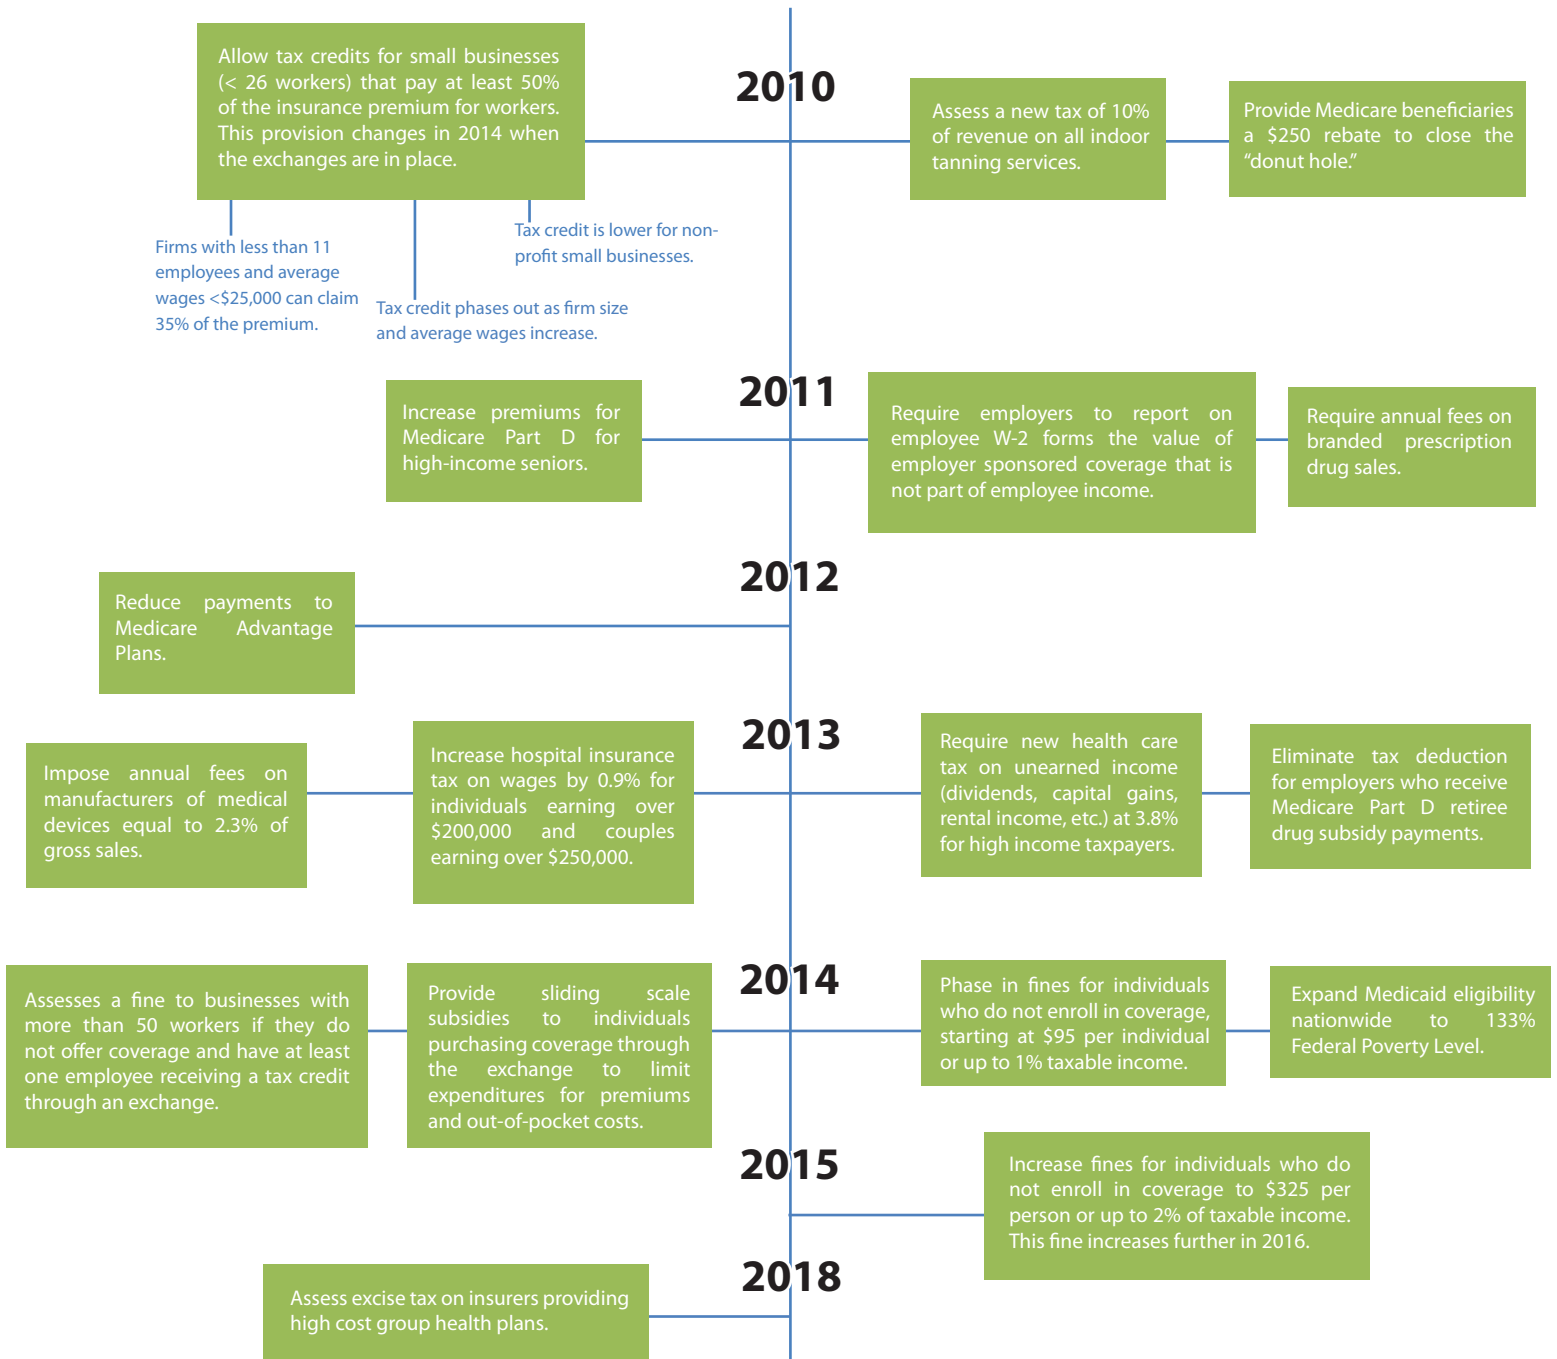 2010
Allow tax credits for small businesses
(< 26 workers) that pay at least 50%
of the insurance premium for workers.
This provision changes in 2014 when
the exchanges are in place.
Firms with less than 11
employees and average
wages <$25,000 can claim
35% of the premium.
Tax credit phases out as firm size
and average wages increase.
Tax credit is lower for non-
profit small businesses.
Assess a new tax of 10%
of revenue on all indoor
tanning services.
Provide Medicare beneficiaries
a $250 rebate to close the
“donut hole.”
2011
Increase premiums for
Medicare Part D for
high-income seniors.
Require employers to report on
employee W-2 forms the value of
employer sponsored coverage that is
not part of employee income.
Require annual fees on
branded prescription
drug sales.
2012
Reduce payments to
Medicare Advantage
Plans.
2013
Impose annual fees on
manufacturers of medical
devices equal to 2.3% of
gross sales.
Increase hospital insurance
tax on wages by 0.9% for
individuals earning over
$200,000 and couples
earning over $250,000.
Require new health care
tax on unearned income
(dividends, capital gains,
rental income, etc.) at 3.8%
for high income taxpayers.
Eliminate tax deduction
for employers who receive
Medicare Part D retiree
drug subsidy payments.
2014
Assesses a fine to businesses with
more than 50 workers if they do
not offer coverage and have at least
one employee receiving a tax credit
through an exchange.
Provide sliding scale
subsidies to individuals
purchasing coverage through
the exchange to limit
expenditures for premiums
and out-of-pocket costs.
Phase in fines for individuals
who do not enroll in coverage,
starting at $95 per individual
or up to 1% taxable income.
Expand Medicaid eligibility
nationwide to 133%
Federal Poverty Level.
2015
Increase fines for individuals who do
not enroll in coverage to $325 per
person or up to 2% of taxable income.
This fine increases further in 2016.
2018
Assess excise tax on insurers providing
high cost group health plans.